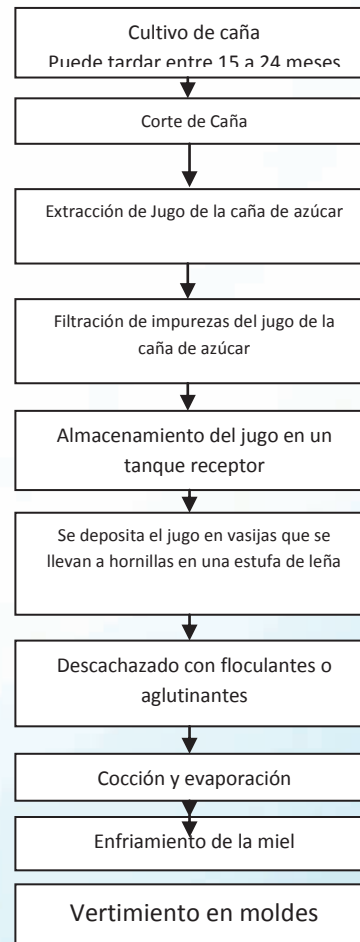 Cultivo de caña
Puede tardar entre 15 a 24 meses
Corte de Caña
Extracción de Jugo de la caña de azúcar
Filtración de impurezas del jugo de la
caña de azúcar
Almacenamiento del jugo en un
tanque receptor
Se deposita el jugo en vasijas que se
llevan a hornillas en una estufa de leña
Descachazado con floculantes o
aglutinantes
Cocción y evaporación
Enfriamiento de la miel
Vertimiento en moldes